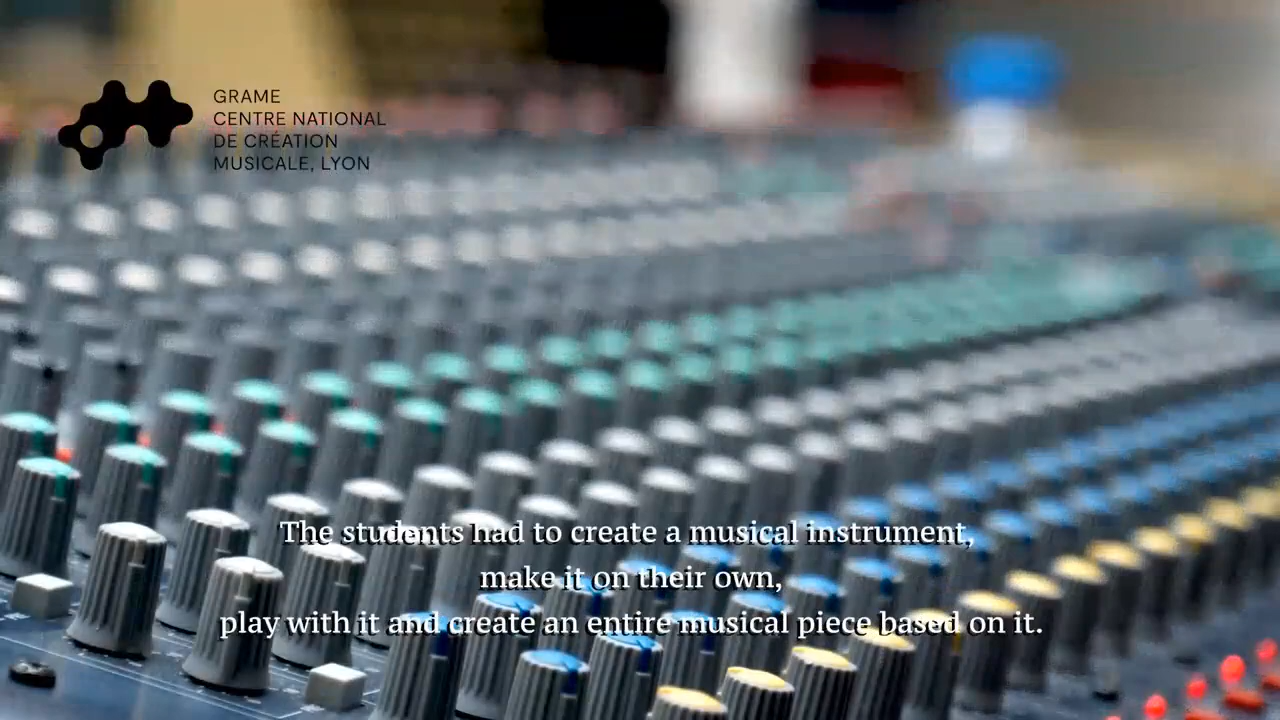 GRAME
CENTRE NATIONAL
DE CRÉATION
MUSICALE, LYON
The students had to create a musical instrument,
make it on their own,
play with it and create an entire musical piece based on it.